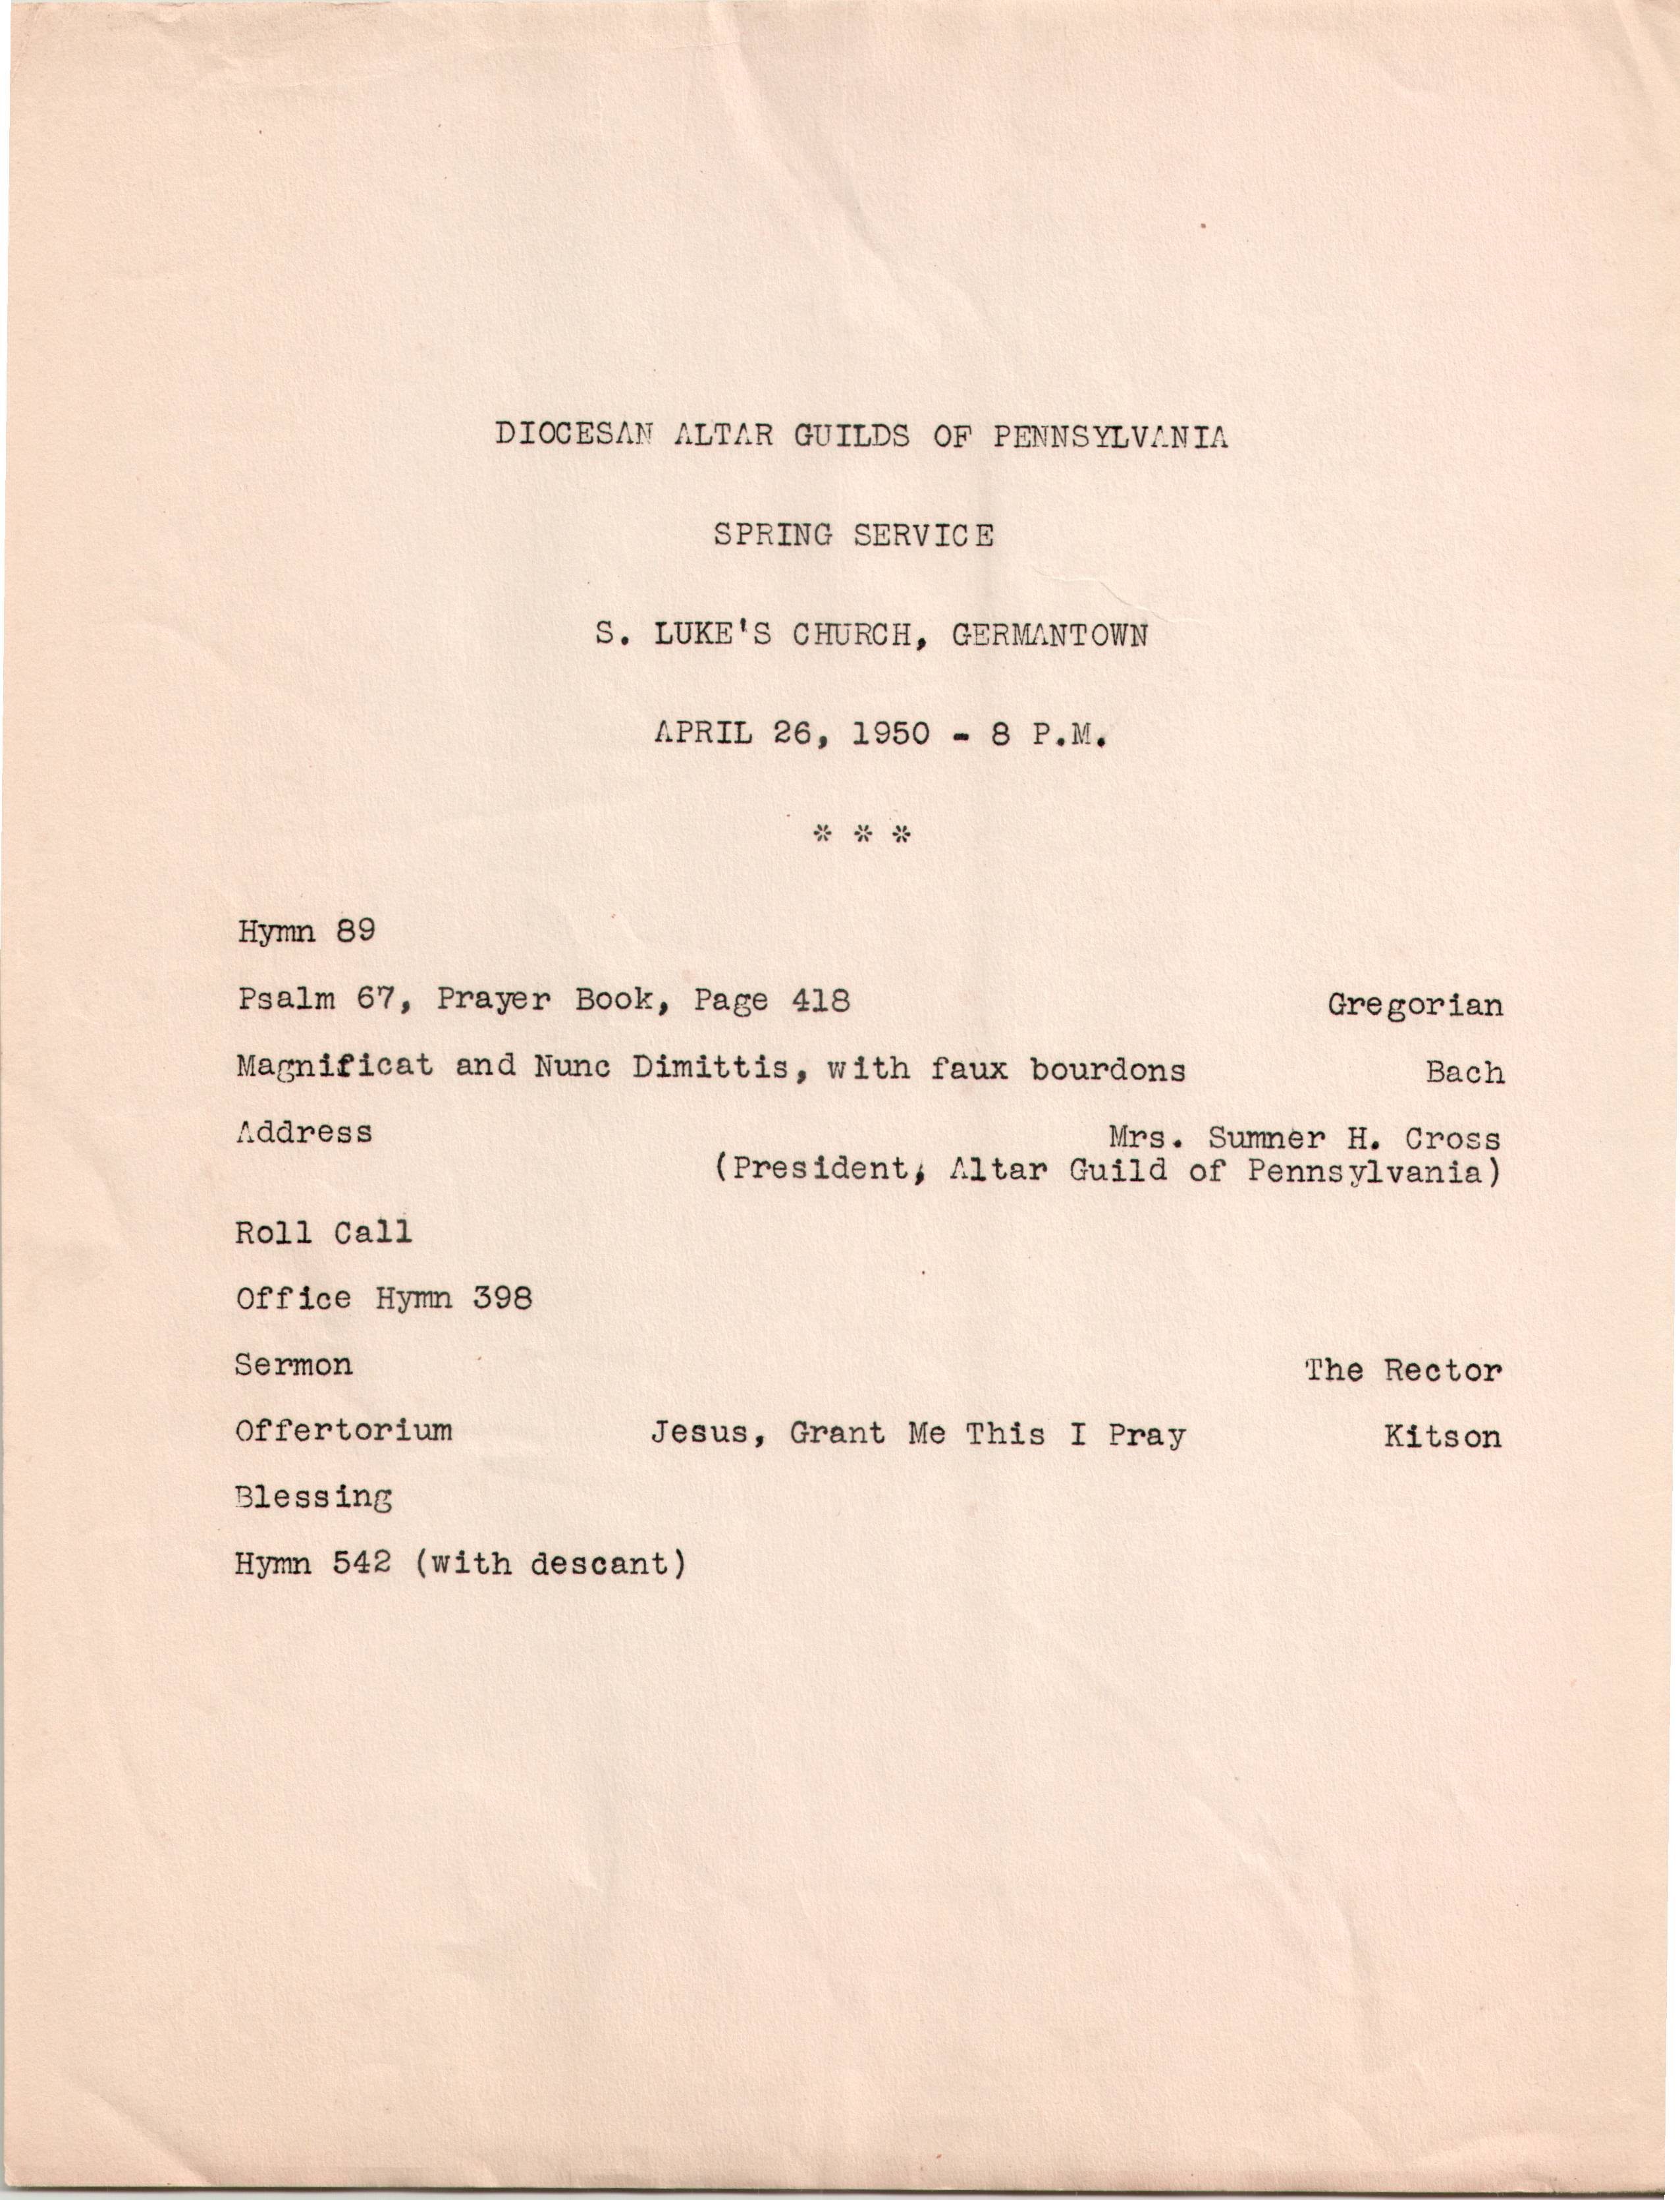 DIOCESAN ALTAR GUILDS OF PENNSYLVANIA
SPRING SERVICE
S. LUKE'S CHURCH, GERMANTOWN
APRIL 26, 1950 - 8 P.M.
* * *
Hymn 89
Psalm 67, Prayer Book, Page 418 Gregorian
Magnificat and Nunc Dimittis, with faux bourdons Bach
Address Mrs. Sumner H. Cross
(President, Altar Guild of Pennsylvania)
Roll Call
Office Hymn 398
Sermon The Rector
Offertorium Jesus, Grant Me This I Pray Kitson
Blessing
Hymn 542 (with descant)